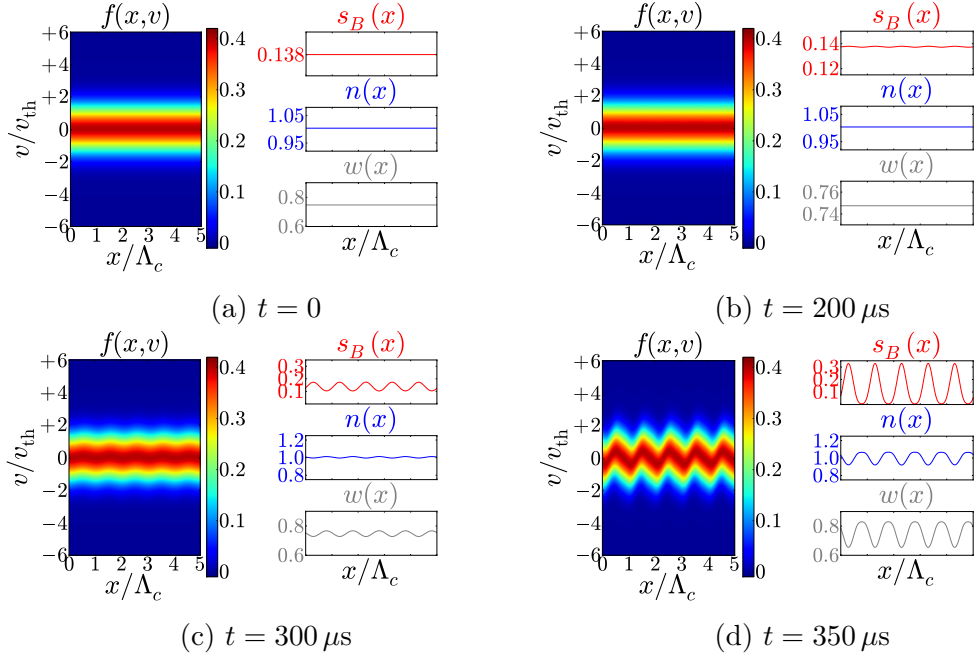 f(x,v)
+6
+4
+2
0
−2
−4
−6
v/v_th
0 1 2 3 4 5
x/Λ_c
0.4
0.3
0.2
0.1
0
s_B(x)
0.138
n(x)
1.05
0.95
w(x)
0.8
0.6
x/Λ_c
(a) t = 0
f(x,v)
+6
+4
+2
0
−2
−4
−6
v/v_th
0 1 2 3 4 5
x/Λ_c
0.4
0.3
0.2
0.1
0
s_B(x)
0.14
0.12
n(x)
1.05
0.95
w(x)
0.76
0.74
x/Λ_c
(b) t = 200 μs
f(x,v)
+6
+4
+2
0
−2
−4
−6
v/v_th
0 1 2 3 4 5
x/Λ_c
0.4
0.3
0.2
0.1
0
s_B(x)
0.3
0.2
0.1
n(x)
1.2
1.0
0.8
w(x)
0.8
0.6
x/Λ_c
(c) t = 300 μs
f(x,v)
+6
+4
+2
0
−2
−4
−6
v/v_th
0 1 2 3 4 5
x/Λ_c
0.4
0.3
0.2
0.1
0
s_B(x)
0.3
0.2
0.1
n(x)
1.2
1.0
0.8
w(x)
0.8
0.6
x/Λ_c
(d) t = 350 μs